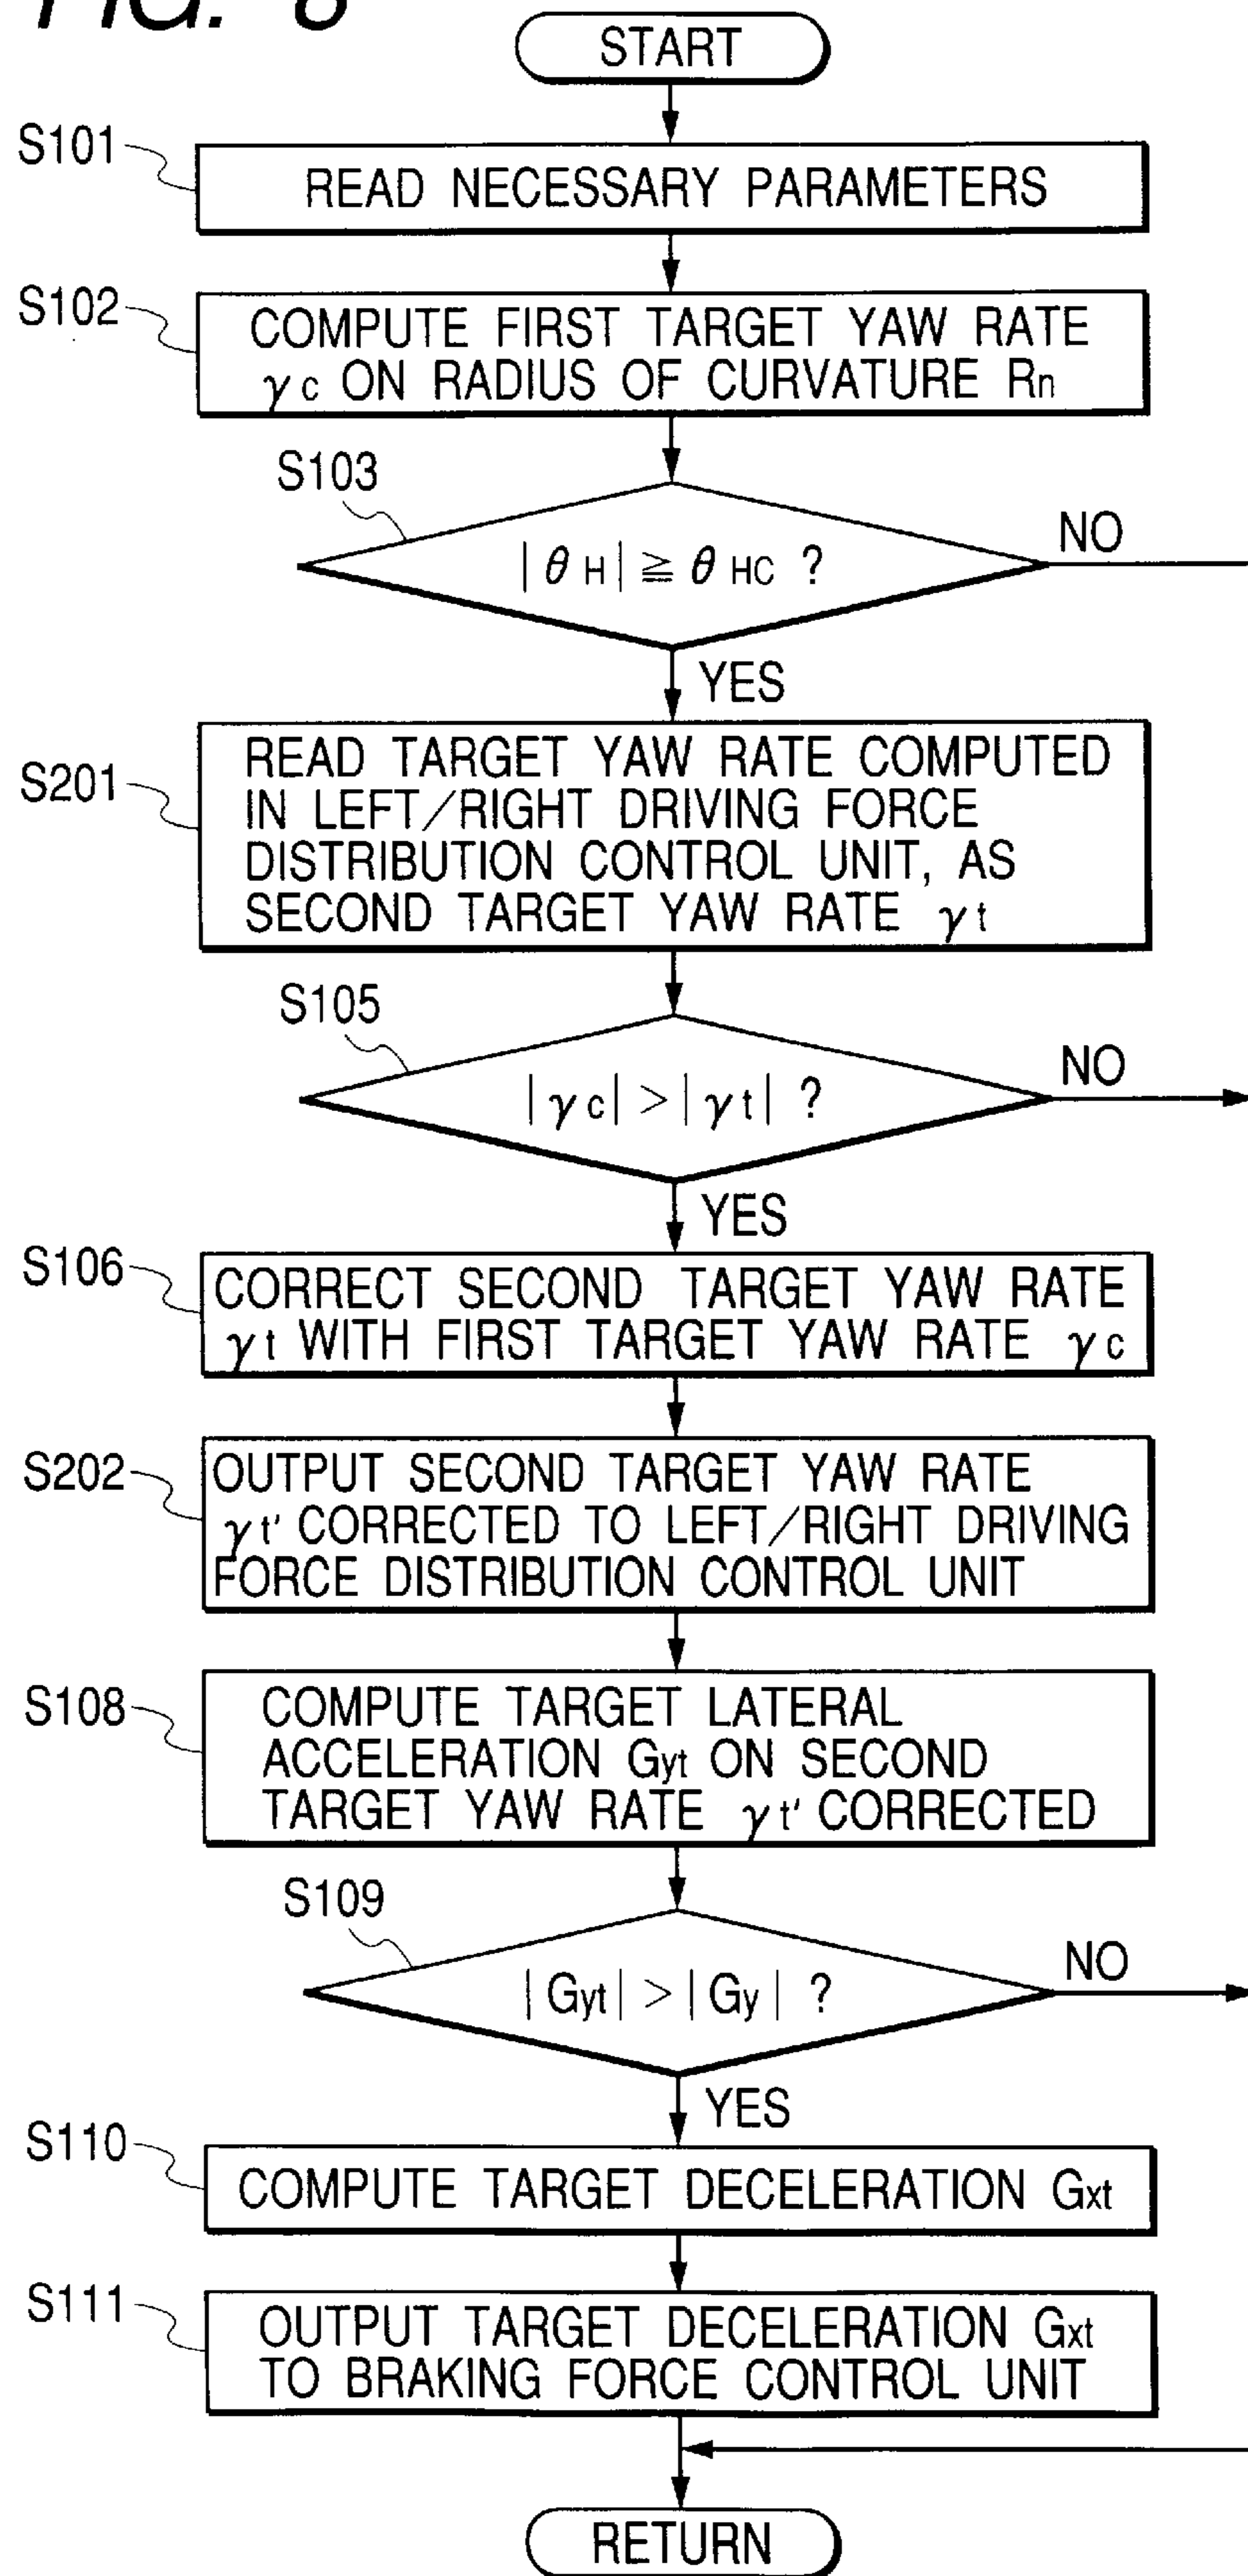 FIG. 8
START
S101
READ NECESSARY PARAMETERS
S102
COMPUTE FIRST TARGET YAW RATE
γc ON RADIUS OF CURVATURE Rn
S103
|θH| ≧ θHC ?
NO
YES
S201
READ TARGET YAW RATE COMPUTED
IN LEFT/RIGHT DRIVING FORCE
DISTRIBUTION CONTROL UNIT, AS
SECOND TARGET YAW RATE γt
S105
|γc| > |γt| ?
NO
YES
S106
CORRECT SECOND TARGET YAW RATE
γt WITH FIRST TARGET YAW RATE γc
S202
OUTPUT SECOND TARGET YAW RATE
γt' CORRECTED TO LEFT/RIGHT DRIVING
FORCE DISTRIBUTION CONTROL UNIT
S108
COMPUTE TARGET LATERAL
ACCELERATION Gyt ON SECOND
TARGET YAW RATE γt' CORRECTED
S109
|Gyt| > |Gy| ?
NO
YES
S110
COMPUTE TARGET DECELERATION Gxt
S111
OUTPUT TARGET DECELERATION Gxt
TO BRAKING FORCE CONTROL UNIT
RETURN